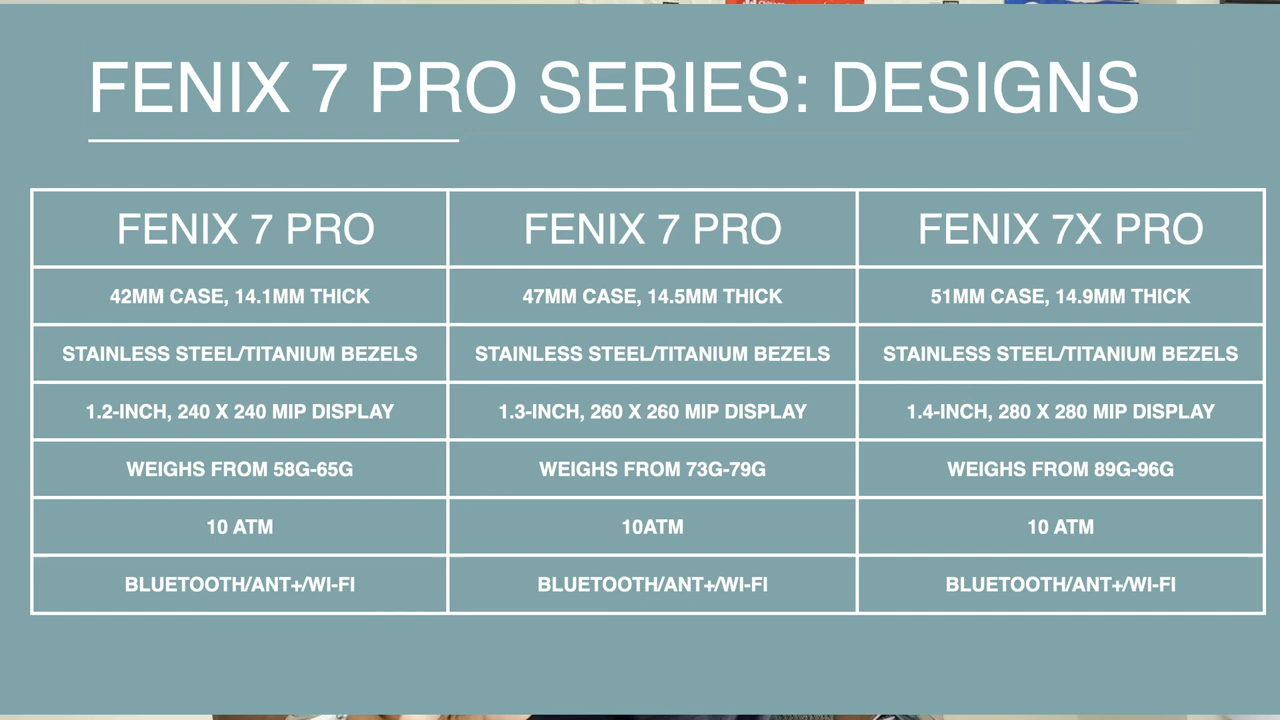 FENIX 7 PRO SERIES: DESIGNS
FENIX 7 PRO FENIX 7 PRO FENIX 7X PRO
42MM CASE, 14.1MM THICK 47MM CASE, 14.5MM THICK 51MM CASE, 14.9MM THICK
STAINLESS STEEL/TITANIUM BEZELS STAINLESS STEEL/TITANIUM BEZELS STAINLESS STEEL/TITANIUM BEZELS
1.2-INCH, 240 X 240 MIP DISPLAY 1.3-INCH, 260 X 260 MIP DISPLAY 1.4-INCH, 280 X 280 MIP DISPLAY
WEIGHS FROM 58G-65G WEIGHS FROM 73G-79G WEIGHS FROM 89G-96G
10 ATM 10ATM 10 ATM
BLUETOOTH/ANT+/WI-FI BLUETOOTH/ANT+/WI-FI BLUETOOTH/ANT+/WI-FI